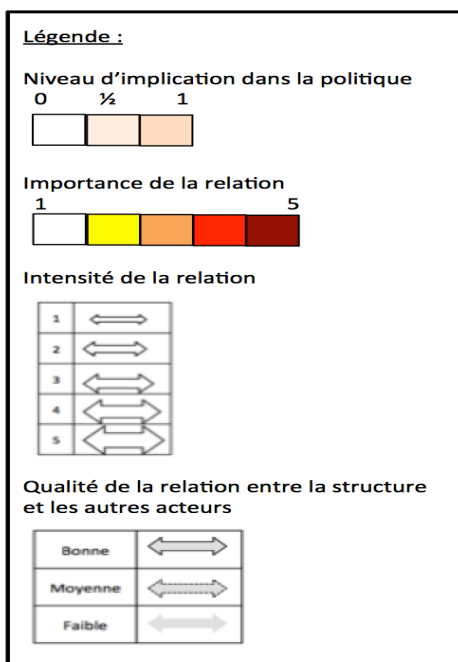 Légende :
Niveau d’implication dans la politique
0 ½ 1
Importance de la relation
1 5
Intensité de la relation
1
2
3
4
5
Qualité de la relation entre la structure
et les autres acteurs
Bonne
Moyenne
Faible